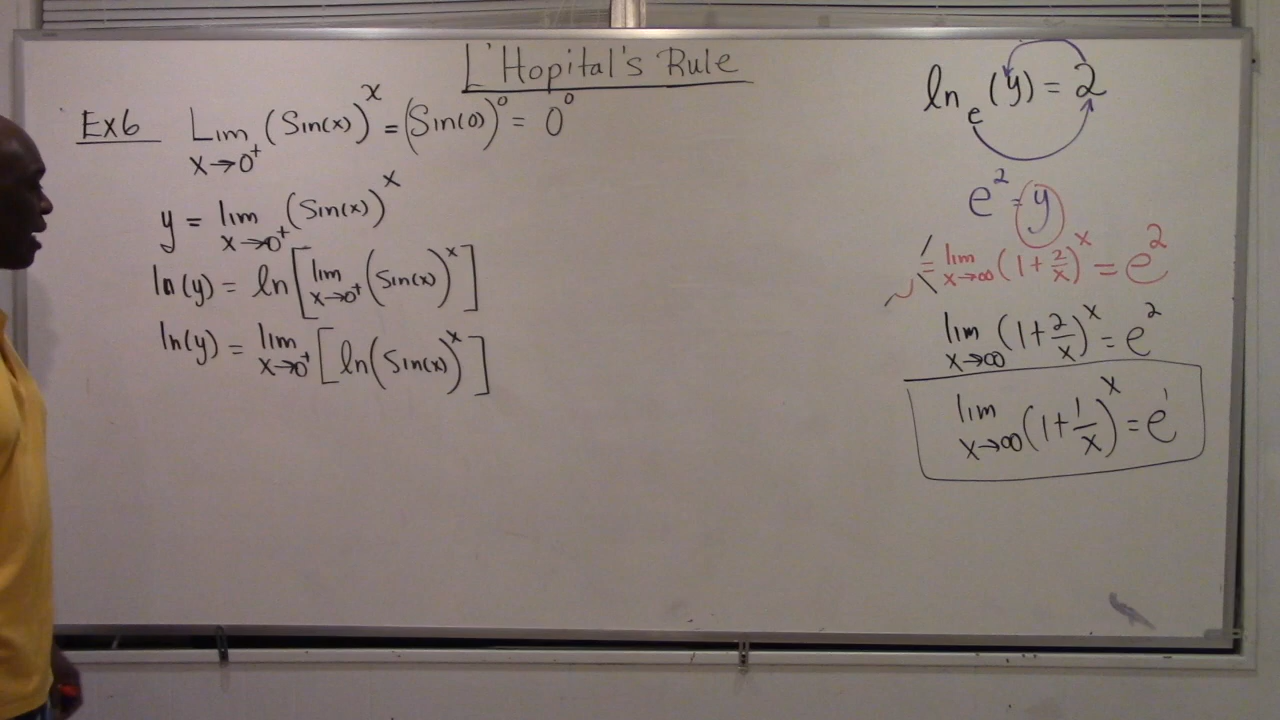 L'Hopital's Rule
Ex6 Lim x→0⁺ (Sin(x))^x = (Sin(0))^0 = 0^0
y = lim x→0⁺ (Sin(x))^x
ln(y) = ln[lim x→0⁺ (Sin(x))^x]
ln(y) = lim x→0⁺ [ln(Sin(x))^x]
ln_e (y) = 2
e^2 = y
= lim x→∞ (1+2/x)^x = e^2
lim x→∞ (1+2/x)^x = e^2
lim x→∞ (1+1/x)^x = e^1